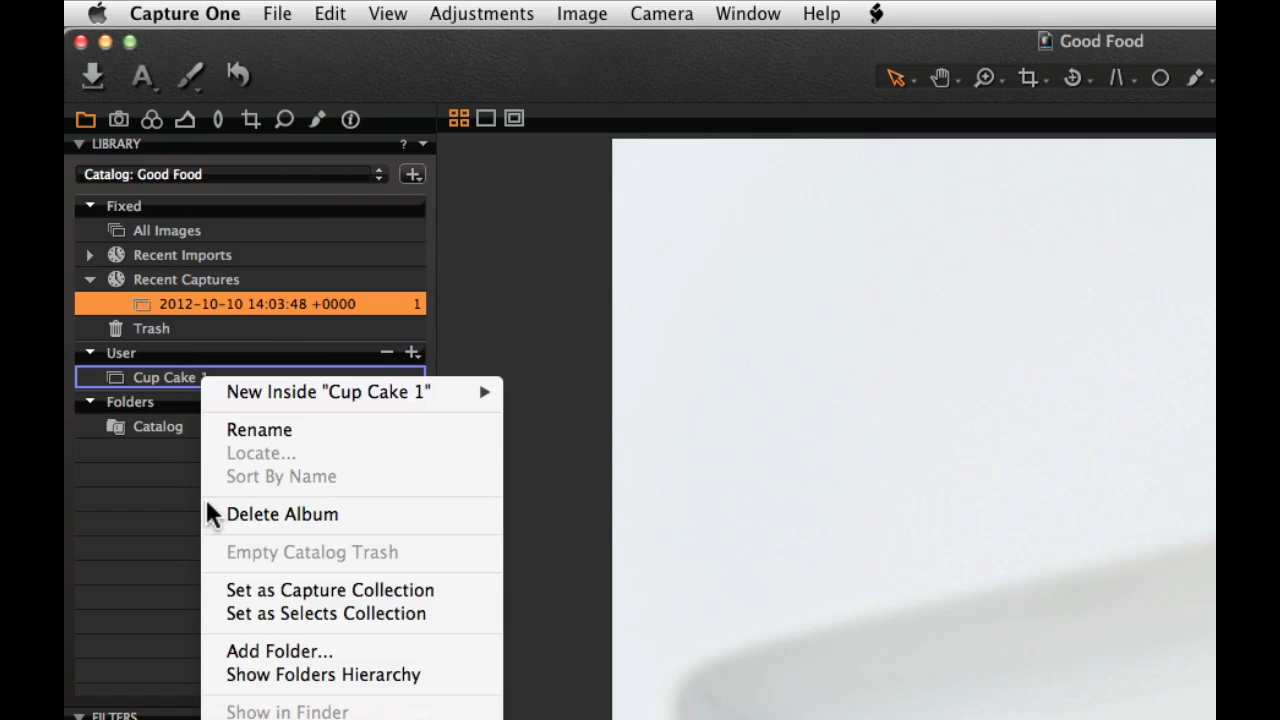 Capture One File Edit View Adjustments Image Camera Window Help
Good Food
A
LIBRARY ?
Catalog: Good Food
Fixed
All Images
Recent Imports
Recent Captures
2012-10-10 14:03:48 +0000 1
Trash
User
Cup Cake 1
Folders
Catalog
New Inside "Cup Cake 1"
Rename
Locate...
Sort By Name
Delete Album
Empty Catalog Trash
Set as Capture Collection
Set as Selects Collection
Add Folder...
Show Folders Hierarchy
Show in Finder
FILTERS